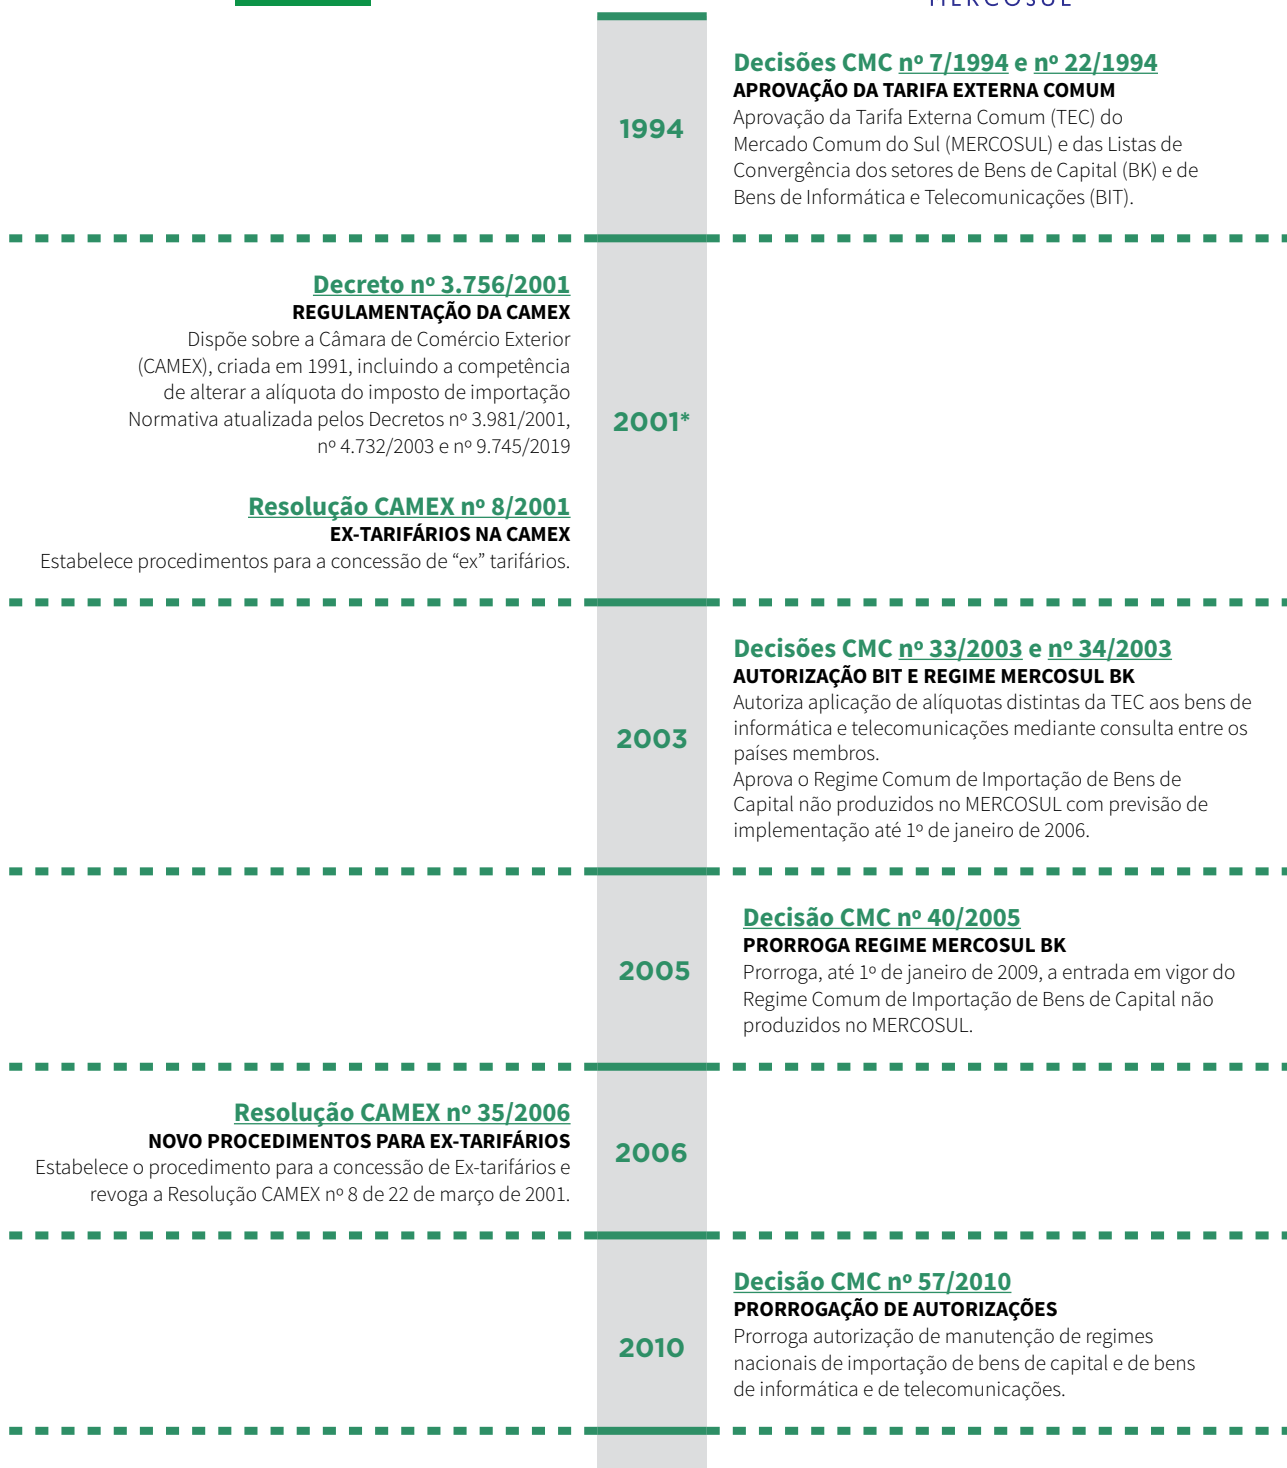 MERCOSUL
1994
Decisões CMC nº 7/1994 e nº 22/1994
APROVAÇÃO DA TARIFA EXTERNA COMUM
Aprovação da Tarifa Externa Comum (TEC) do
Mercado Comum do Sul (MERCOSUL) e das Listas de
Convergência dos setores de Bens de Capital (BK) e de
Bens de Informática e Telecomunicações (BIT).
Decreto nº 3.756/2001
REGULAMENTAÇÃO DA CAMEX
Dispõe sobre a Câmara de Comércio Exterior
(CAMEX), criada em 1991, incluindo a competência
de alterar a alíquota do imposto de importação
Normativa atualizada pelos Decretos nº 3.981/2001,
nº 4.732/2003 e nº 9.745/2019
2001*
Resolução CAMEX nº 8/2001
EX-TARIFÁRIOS NA CAMEX
Estabelece procedimentos para a concessão de “ex” tarifários.
2003
Decisões CMC nº 33/2003 e nº 34/2003
AUTORIZAÇÃO BIT E REGIME MERCOSUL BK
Autoriza aplicação de alíquotas distintas da TEC aos bens de
informática e telecomunicações mediante consulta entre os
países membros.
Aprova o Regime Comum de Importação de Bens de
Capital não produzidos no MERCOSUL com previsão de
implementação até 1º de janeiro de 2006.
2005
Decisão CMC nº 40/2005
PRORROGA REGIME MERCOSUL BK
Prorroga, até 1º de janeiro de 2009, a entrada em vigor do
Regime Comum de Importação de Bens de Capital não
produzidos no MERCOSUL.
Resolução CAMEX nº 35/2006
NOVO PROCEDIMENTOS PARA EX-TARIFÁRIOS
Estabelece o procedimento para a concessão de Ex-tarifários e
revoga a Resolução CAMEX nº 8 de 22 de março de 2001.
2006
2010
Decisão CMC nº 57/2010
PRORROGAÇÃO DE AUTORIZAÇÕES
Prorroga autorização de manutenção de regimes
nacionais de importação de bens de capital e de bens
de informática e de telecomunicações.